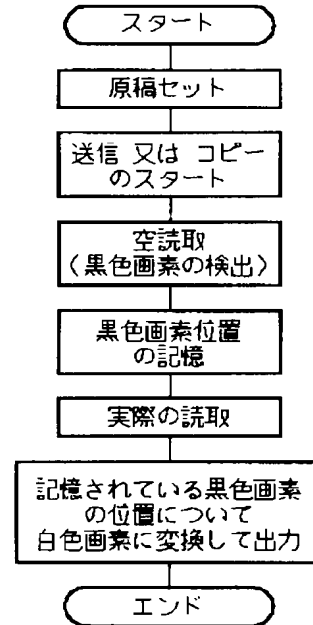 スタート
原稿セット
送信 又は コピー
のスタート
空読取
(黒色画素の検出)
黒色画素位置
の記憶
実際の読取
記憶されている黒色画素
の位置について
白色画素に変換して出力
エンド